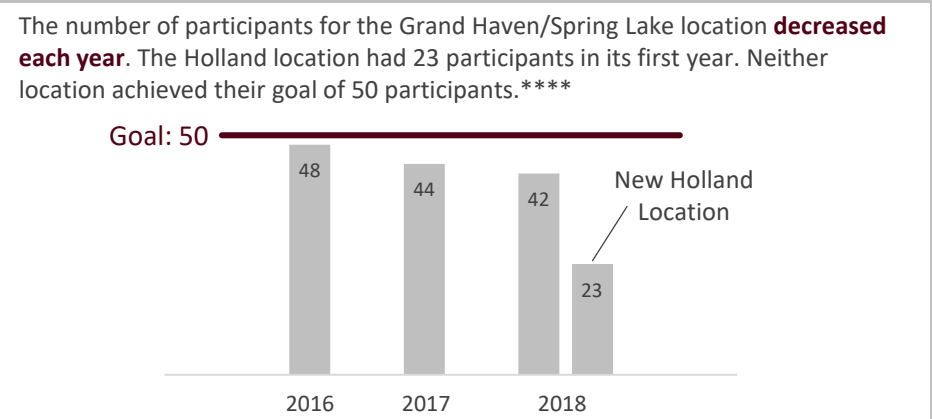 The number of participants for the Grand Haven/Spring Lake location decreased
each year. The Holland location had 23 participants in its first year. Neither
location achieved their goal of 50 participants.****
Goal: 50
48
44
42
New Holland
Location
23
2016
2017
2018